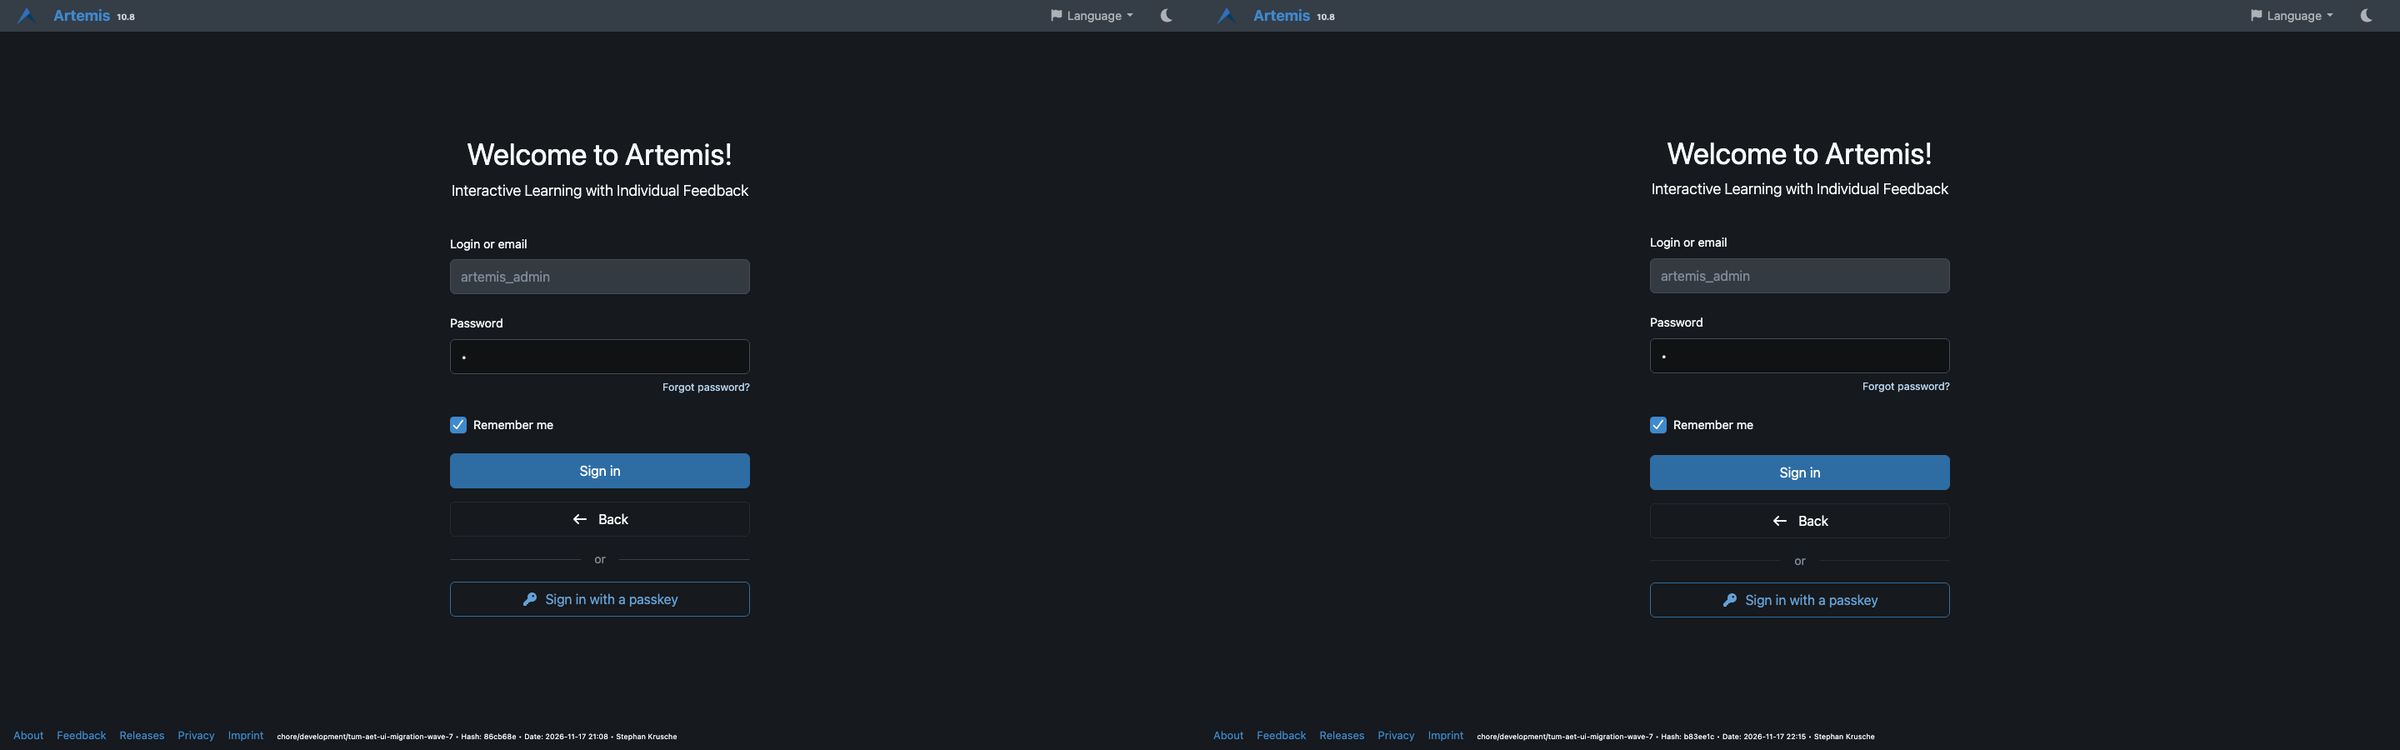 Artemis 10.8
Language
Welcome to Artemis!
Interactive Learning with Individual Feedback
Login or email
artemis_admin
Password
Forgot password?
Remember me
Sign in
Back
or
Sign in with a passkey
About Feedback Releases Privacy Imprint chore/development/tum-aet-ui-migration-wave-7 • Hash: 86cb68e • Date: 2026-11-17 21:08 • Stephan Krusche
Artemis 10.8
Language
Welcome to Artemis!
Interactive Learning with Individual Feedback
Login or email
artemis_admin
Password
Forgot password?
Remember me
Sign in
Back
or
Sign in with a passkey
About Feedback Releases Privacy Imprint chore/development/tum-aet-ui-migration-wave-7 • Hash: b83ee1c • Date: 2026-11-17 22:15 • Stephan Krusche